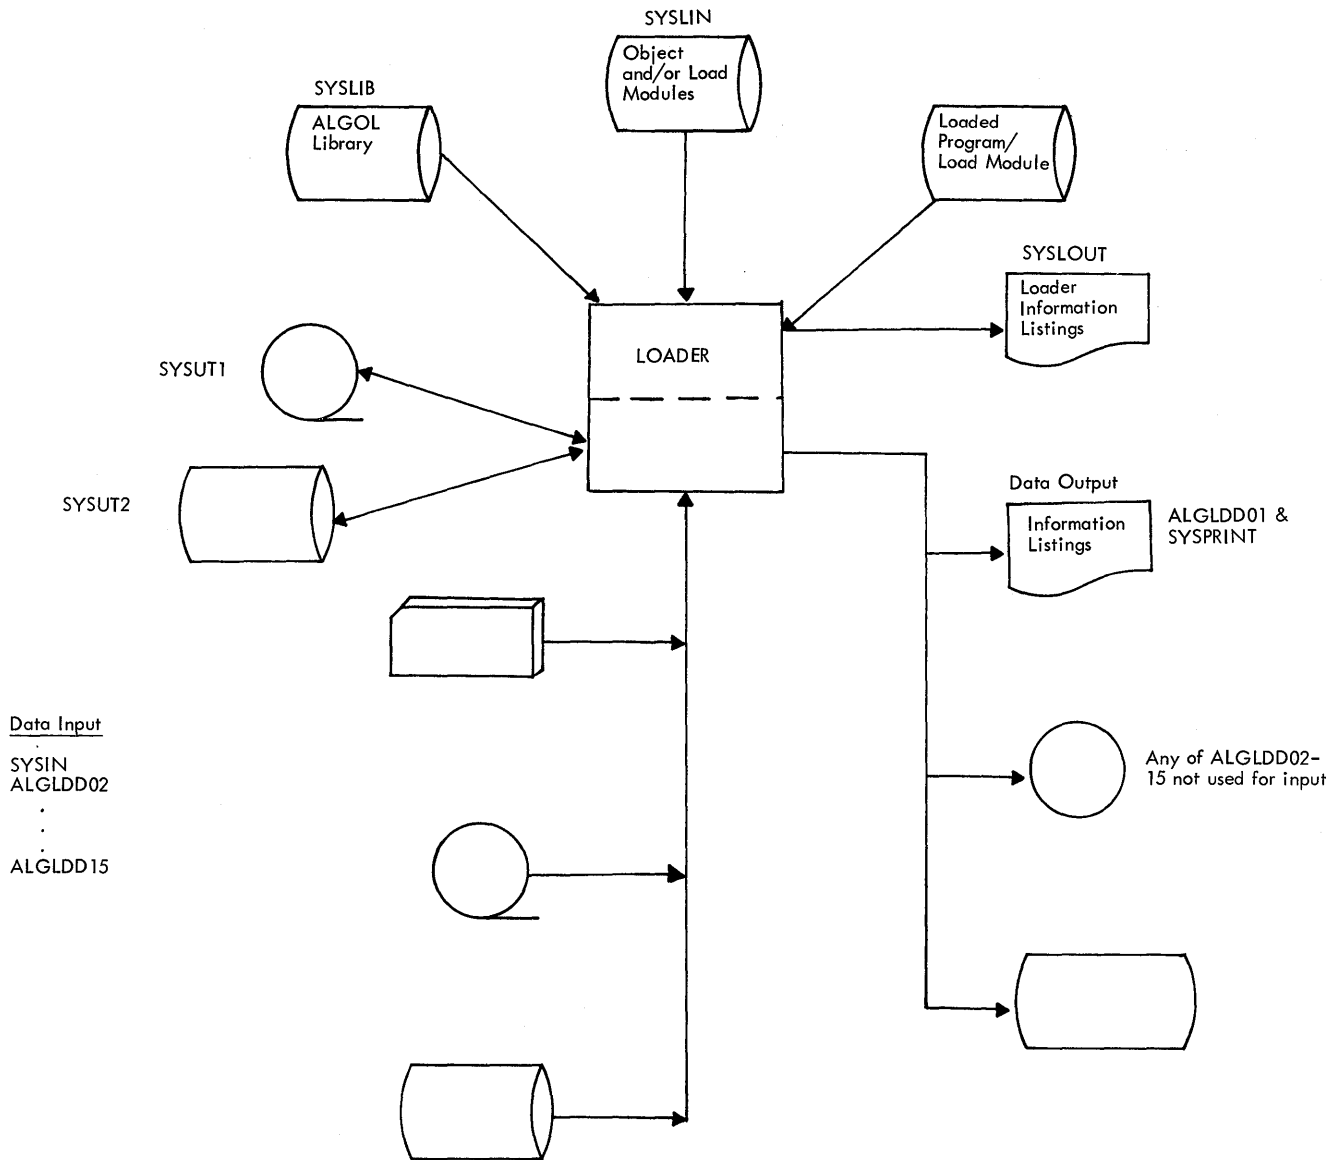 SYSLIN
Object
and/or Load
Modules
SYSLIB
ALGOL
Library
Loaded
Program/
Load Module
SYSLOUT
Loader
Information
Listings
LOADER
SYSUT1
SYSUT2
Data Output
Information
Listings
ALGLDD01 &
SYSPRINT
Data Input
SYSIN
ALGLDD02
.
.
.
ALGLDD15
Any of ALGLDD02-
15 not used for input